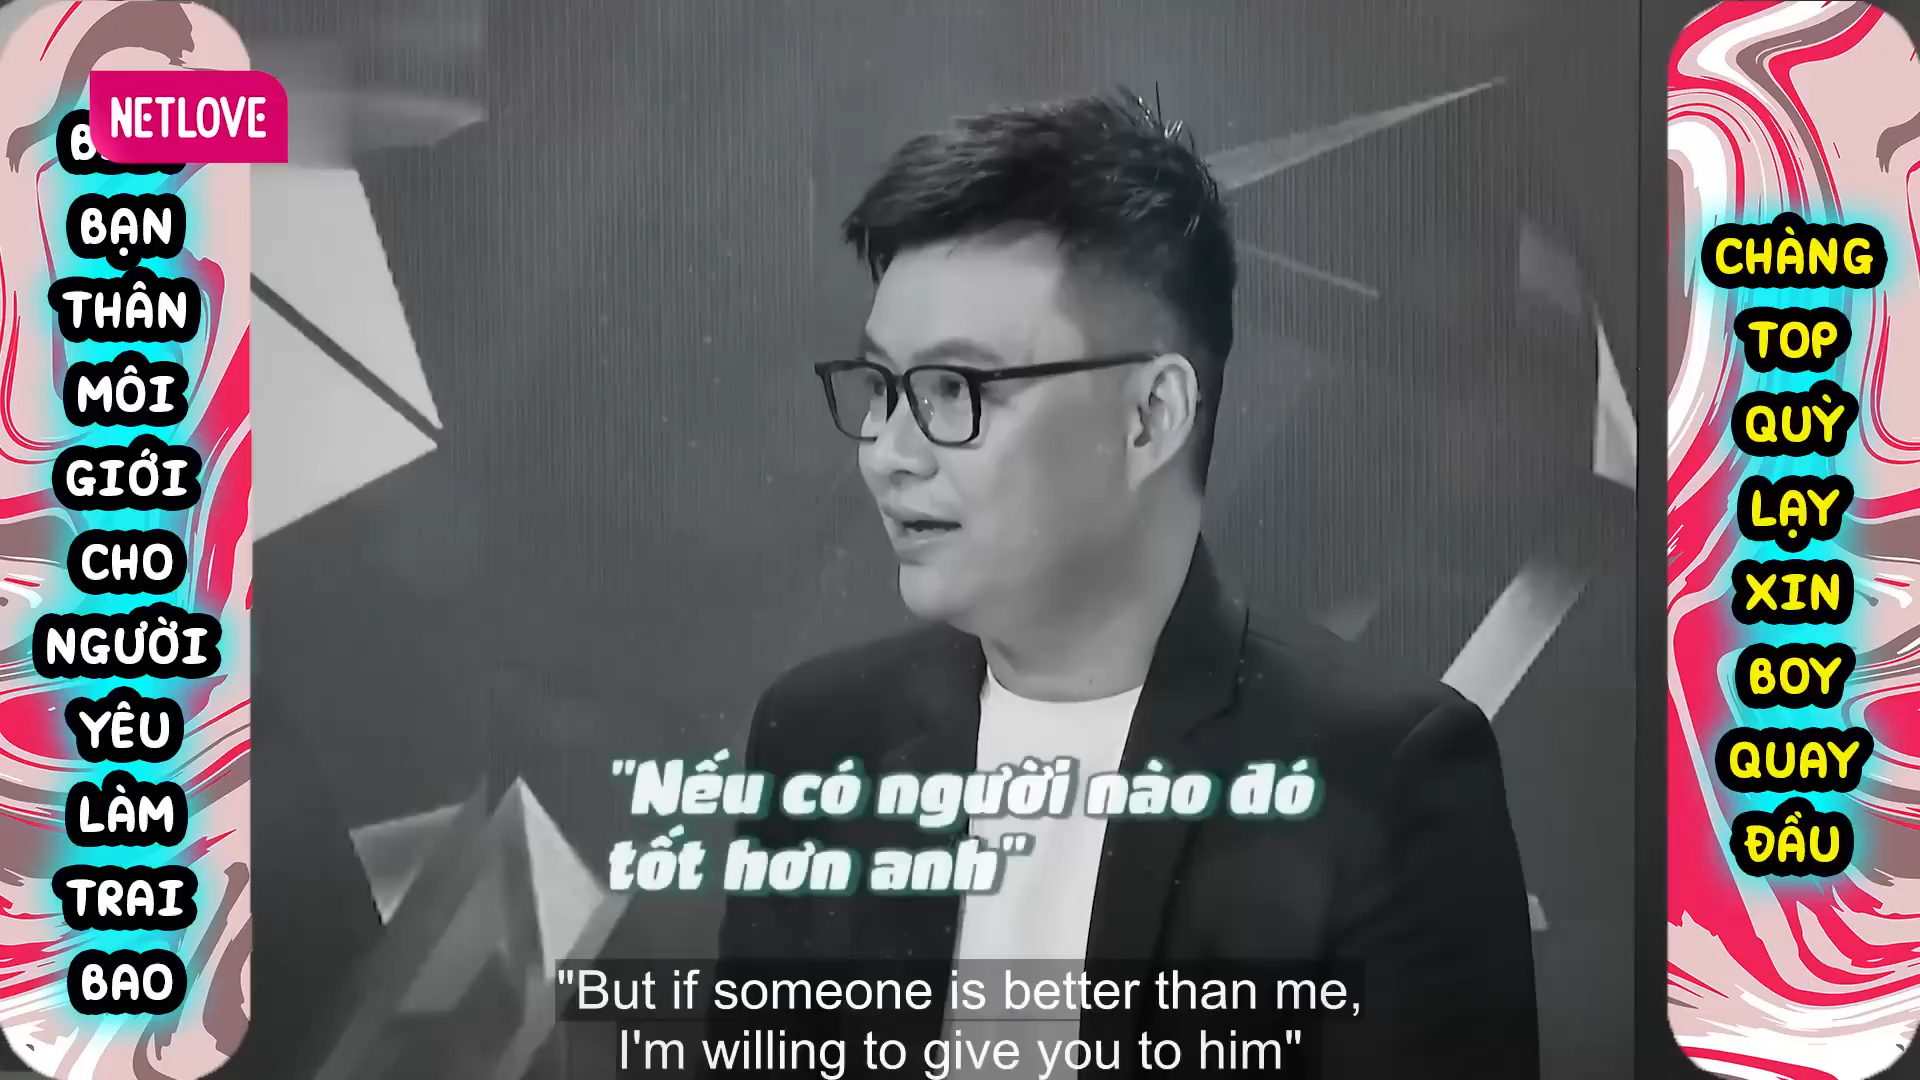 NETLOVE
BẠN
THÂN
MÔI
GIỚI
CHO
NGƯỜI
YÊU
LÀM
TRAI
BAO
CHÀNG
TOP
QUỲ
LẠY
XIN
BOY
QUAY
ĐẦU
"Nếu có người nào đó
tốt hơn anh"
"But if someone is better than me,
I'm willing to give you to him"